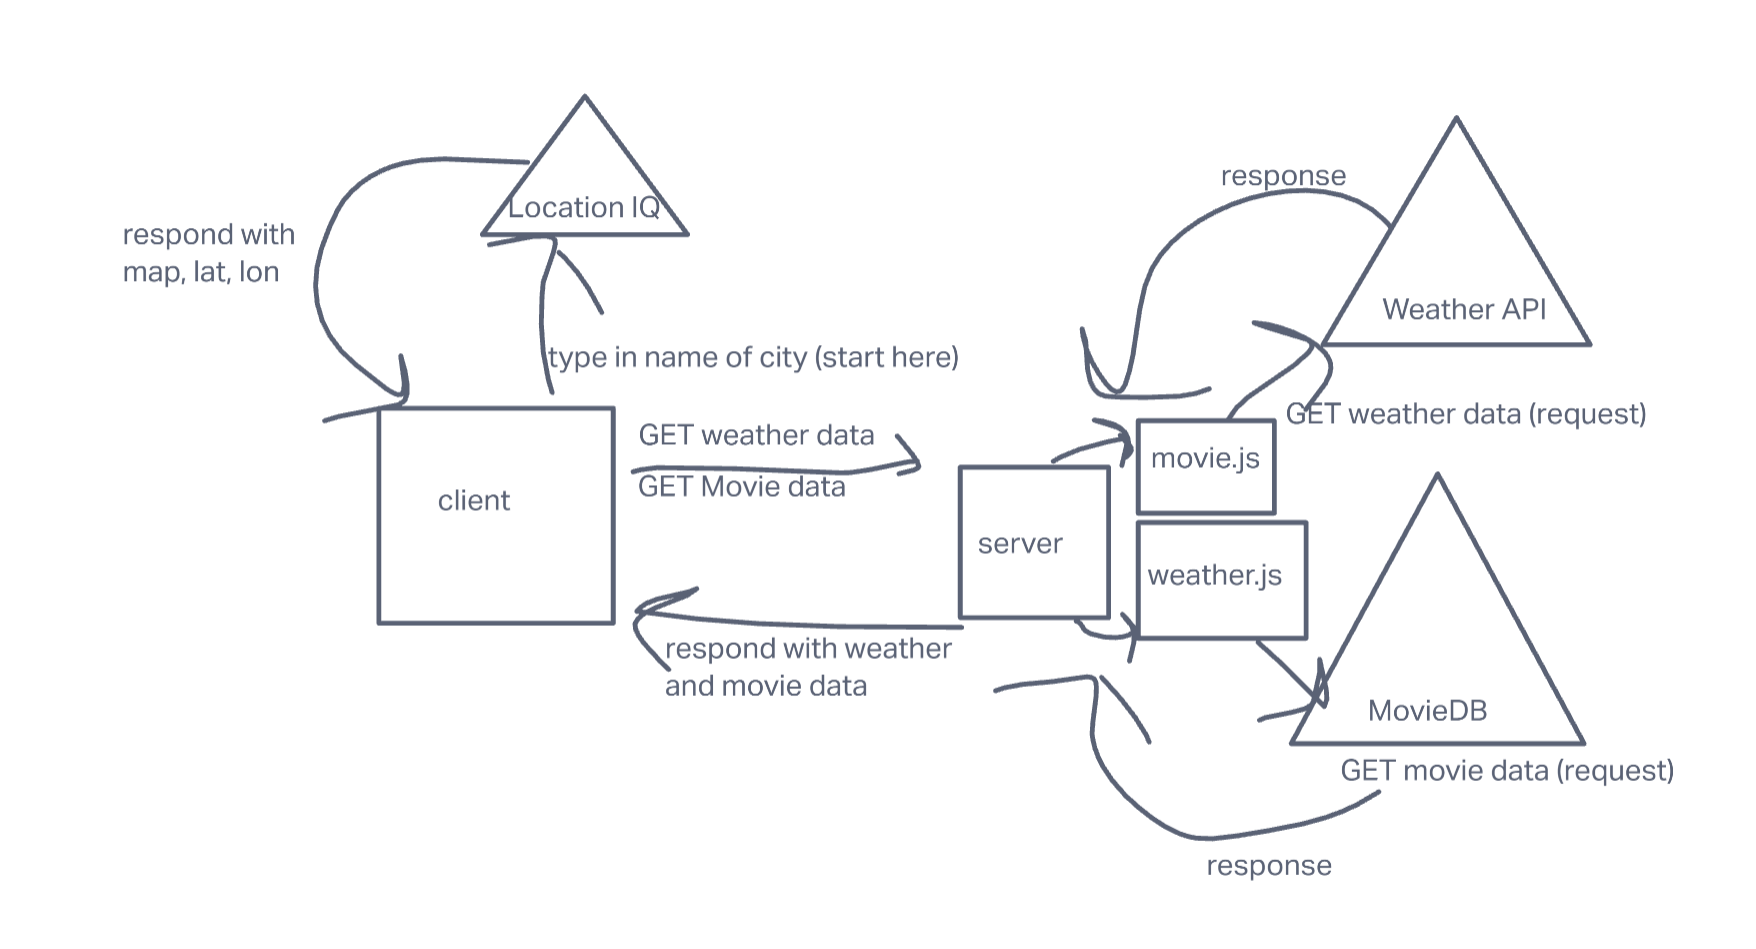 Location IQ
respond with
map, lat, lon
type in name of city (start here)
client
GET weather data
GET Movie data
respond with weather
and movie data
server
movie.js
weather.js
response
Weather API
GET weather data (request)
MovieDB
GET movie data (request)
response